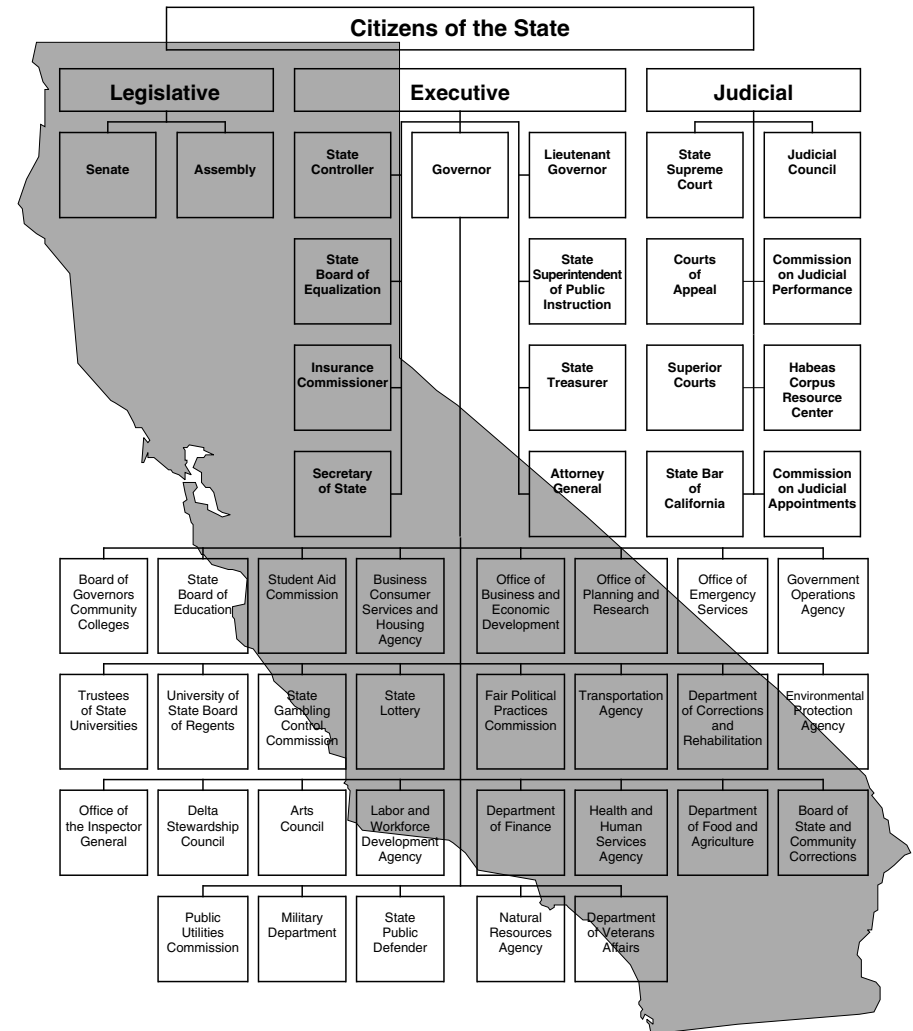 Citizens of the State
Legislative
Executive
Judicial
Senate
Assembly
State
Controller
Governor
Lieutenant
Governor
State
Supreme
Court
Judicial
Council
State
Board of
Equalization
State
Superintendent
of Public
Instruction
Courts
of
Appeal
Commission
on Judicial
Performance
Insurance
Commissioner
State
Treasurer
Superior
Courts
Habeas
Corpus
Resource
Center
Secretary
of State
Attorney
General
State Bar
of
California
Commission
on Judicial
Appointments
Board of
Governors
Community
Colleges
State
Board of
Education
Student Aid
Commission
Business
Consumer
Services and
Housing
Agency
Office of
Business and
Economic
Development
Office of
Planning and
Research
Office of
Emergency
Services
Government
Operations
Agency
Trustees
of State
Universities
University of
State Board
of Regents
State
Gambling
Control
Commission
State
Lottery
Fair Political
Practices
Commission
Transportation
Agency
Department
of Corrections
and
Rehabilitation
Environmental
Protection
Agency
Office of
the Inspector
General
Delta
Stewardship
Council
Arts
Council
Labor and
Workforce
Development
Agency
Department
of Finance
Health and
Human
Services
Agency
Department
of Food and
Agriculture
Board of
State and
Community
Corrections
Public
Utilities
Commission
Military
Department
State
Public
Defender
Natural
Resources
Agency
Department
of Veterans
Affairs